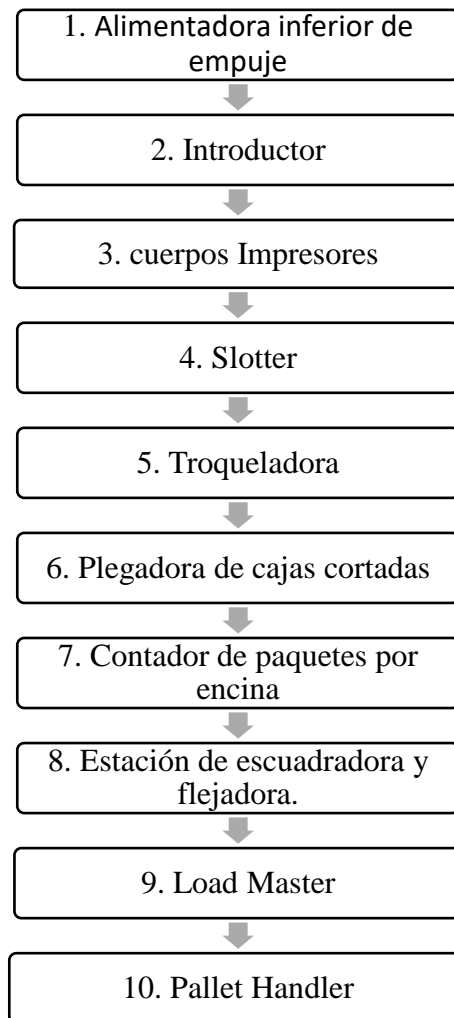 1. Alimentadora inferior de
empuje
2. Introductor
3. cuerpos Impresores
4. Slotter
5. Troqueladora
6. Plegadora de cajas cortadas
7. Contador de paquetes por
encina
8. Estación de escuadradora y
flejadora.
9. Load Master
10. Pallet Handler